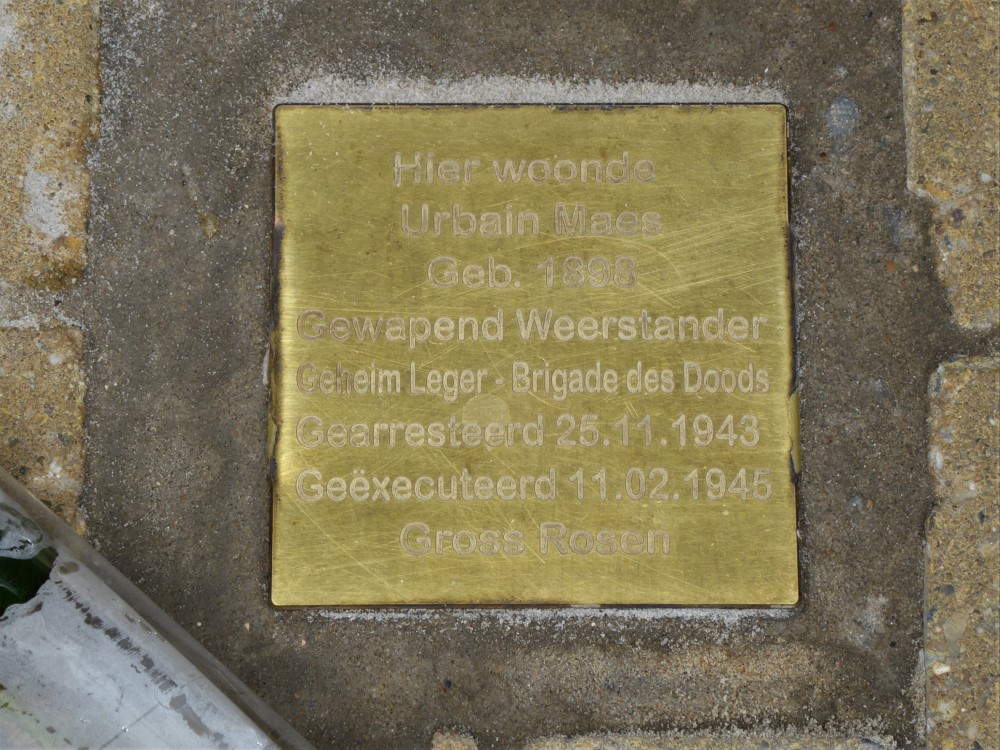 Hier woonde
Urbain Maes
Geb. 1898
Gewapend Weerstander
Geheim Leger - Brigade des Doods
Gearresteerd 25.11.1943
Geëxecuteerd 11.02.1945
Gross Rosen